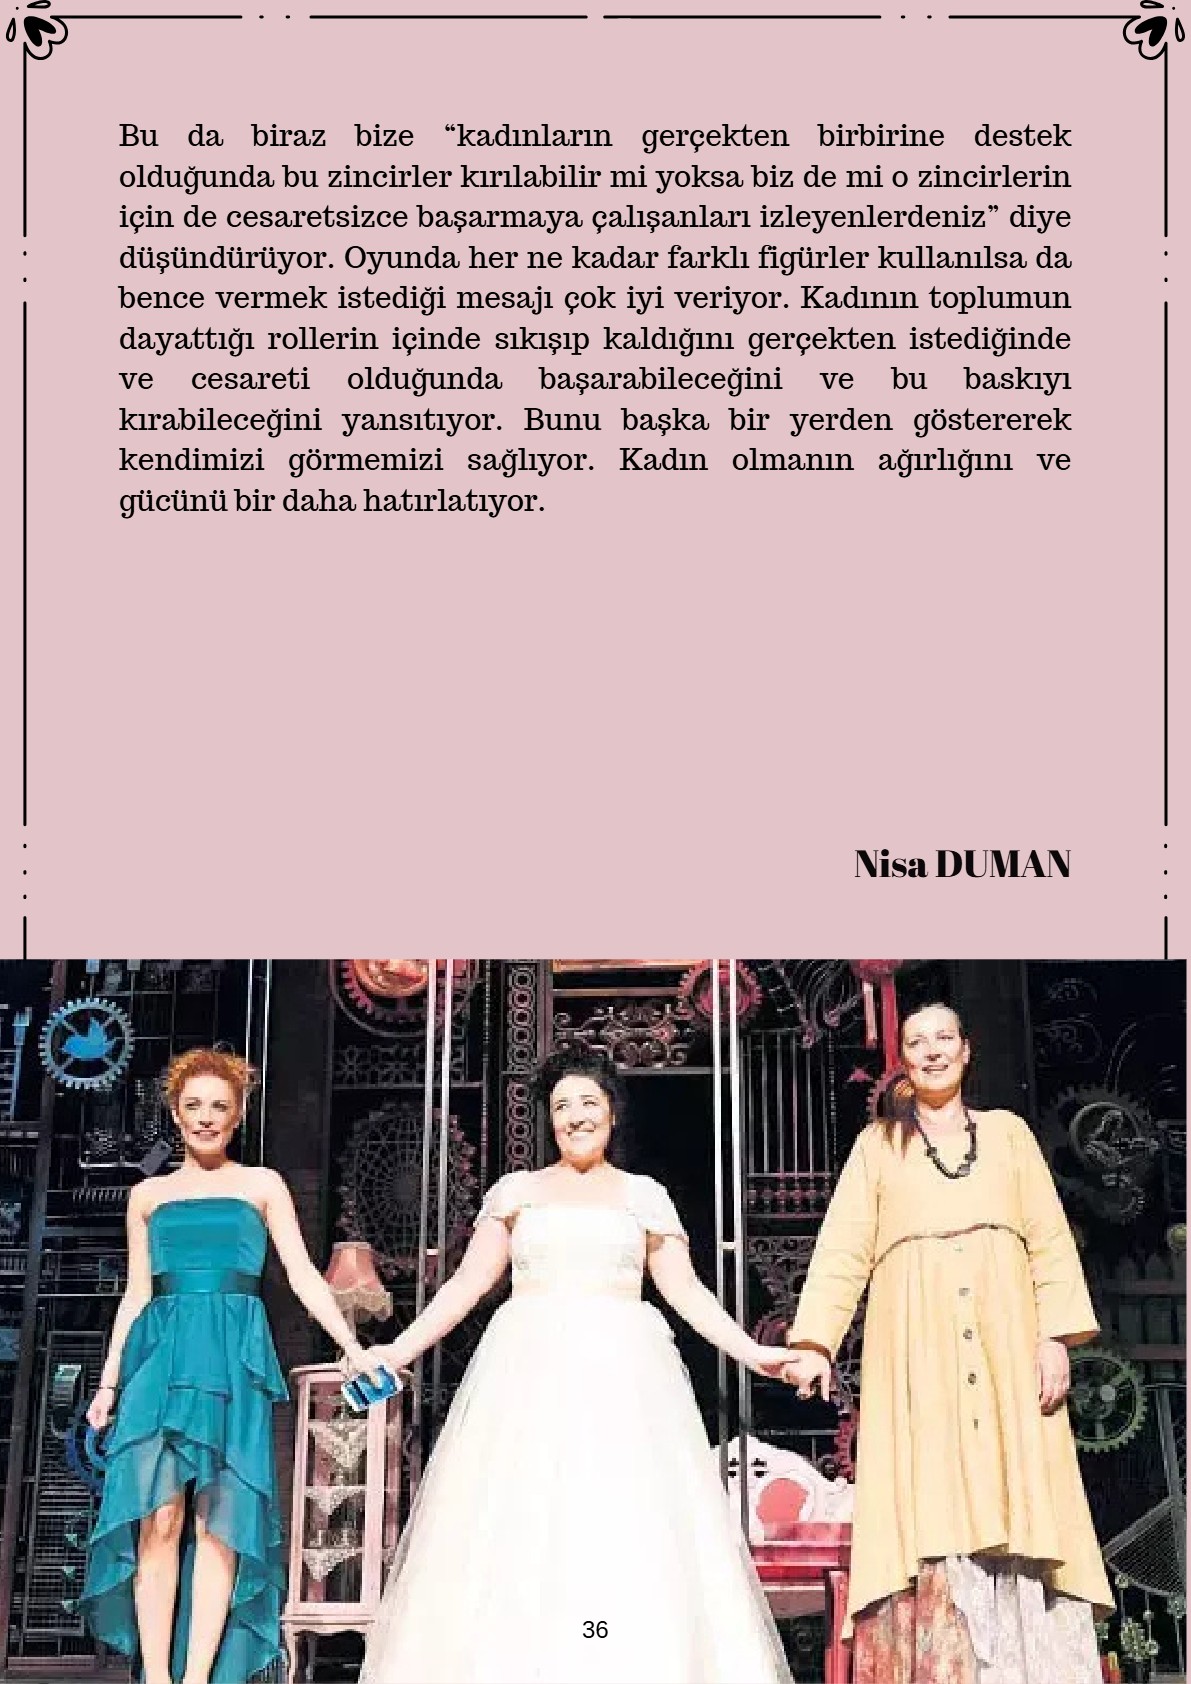 Bu da biraz bize “kadınların gerçekten birbirine destek
olduğunda bu zincirler kırılabilir mi yoksa biz de mi o zincirlerin
için de cesaretsizce başarmaya çalışanları izleyenlerdeniz” diye
düşündürüyor. Oyunda her ne kadar farklı figürler kullanılsa da
bence vermek istediği mesajı çok iyi veriyor. Kadının toplumun
dayattığı rollerin içinde sıkışıp kaldığını gerçekten istediğinde
ve cesareti olduğunda başarabileceğini ve bu baskıyı
kırabileceğini yansıtıyor. Bunu başka bir yerden göstererek
kendimizi görmemizi sağlıyor. Kadın olmanın ağırlığını ve
gücünü bir daha hatırlatıyor.
Nisa DUMAN
36